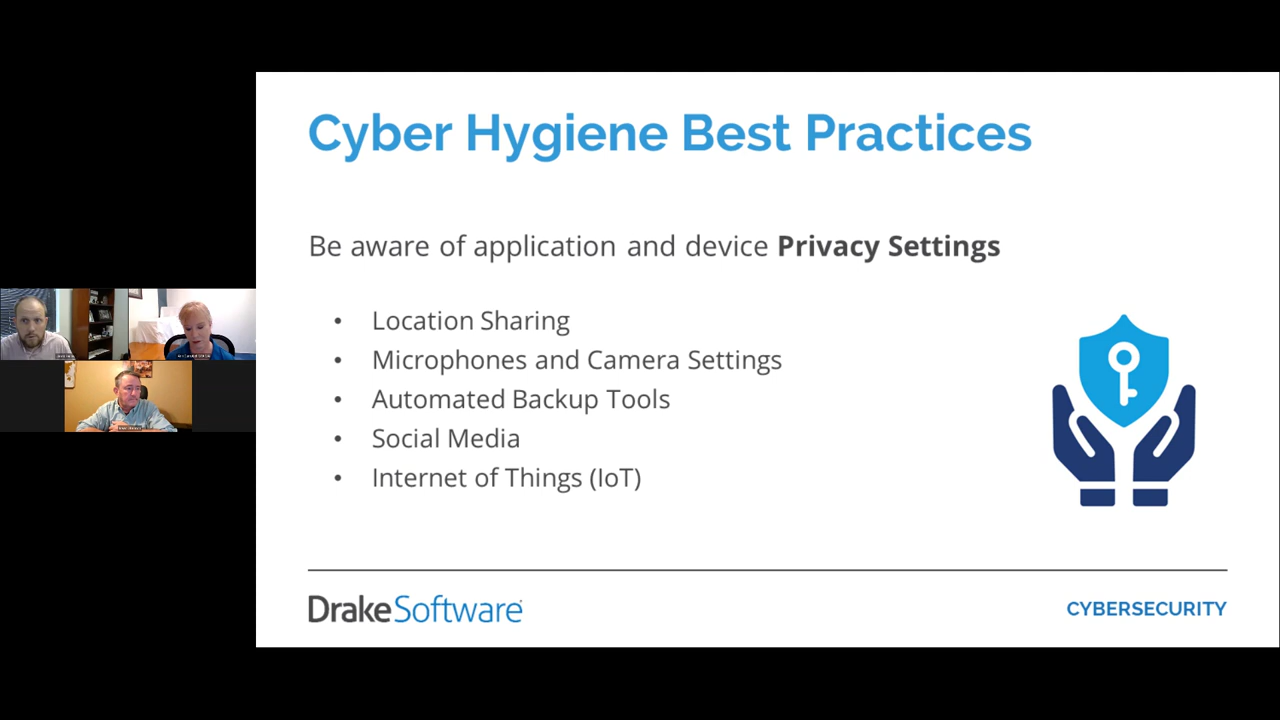 Cyber Hygiene Best Practices
Be aware of application and device Privacy Settings
• Location Sharing
• Microphones and Camera Settings
• Automated Backup Tools
• Social Media
• Internet of Things (IoT)
DrakeSoftware
CYBERSECURITY